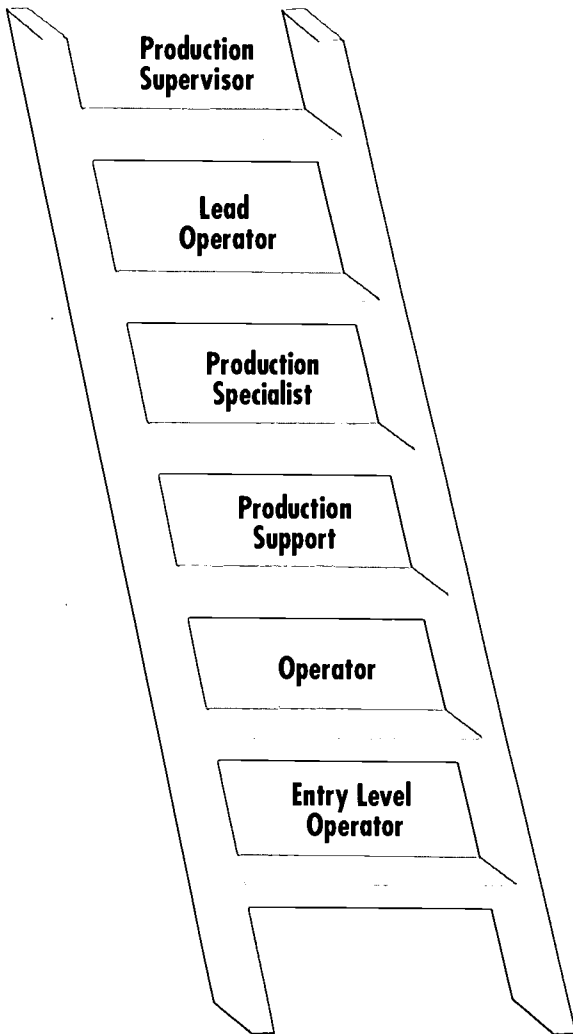 Production
Supervisor
Lead
Operator
Production
Specialist
Production
Support
Operator
Entry Level
Operator